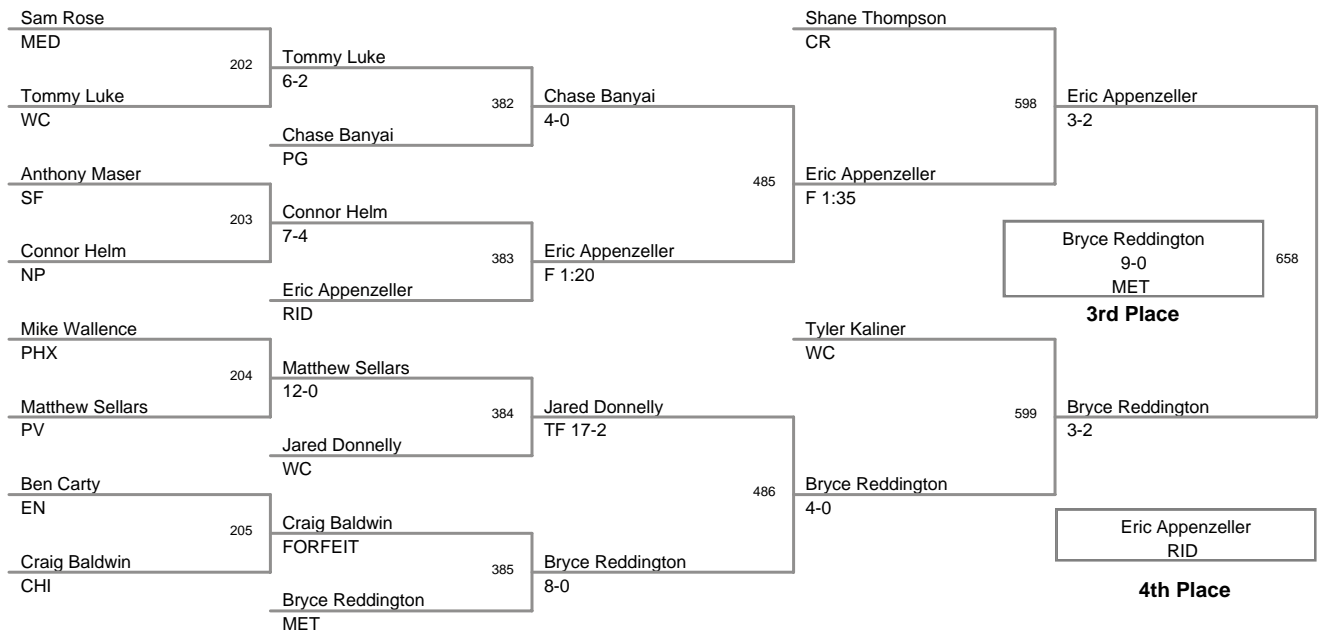 Sam Rose
MED
202
Tommy Luke
6-2
Tommy Luke
WC
382
Chase Banyai
4-0
Chase Banyai
PG
Anthony Maser
SF
203
Connor Helm
7-4
Connor Helm
NP
383
Eric Appenzeller
F 1:20
Eric Appenzeller
RID
485
Eric Appenzeller
F 1:35
Shane Thompson
CR
598
Eric Appenzeller
3-2
Bryce Reddington
9-0
MET
3rd Place
658
Mike Wallence
PHX
204
Matthew Sellars
12-0
Matthew Sellars
PV
384
Jared Donnelly
TF 17-2
Jared Donnelly
WC
Ben Carty
EN
205
Craig Baldwin
FORFEIT
Craig Baldwin
CHI
385
Bryce Reddington
8-0
Bryce Reddington
MET
486
Bryce Reddington
4-0
Tyler Kaliner
WC
599
Bryce Reddington
3-2
Eric Appenzeller
RID
4th Place